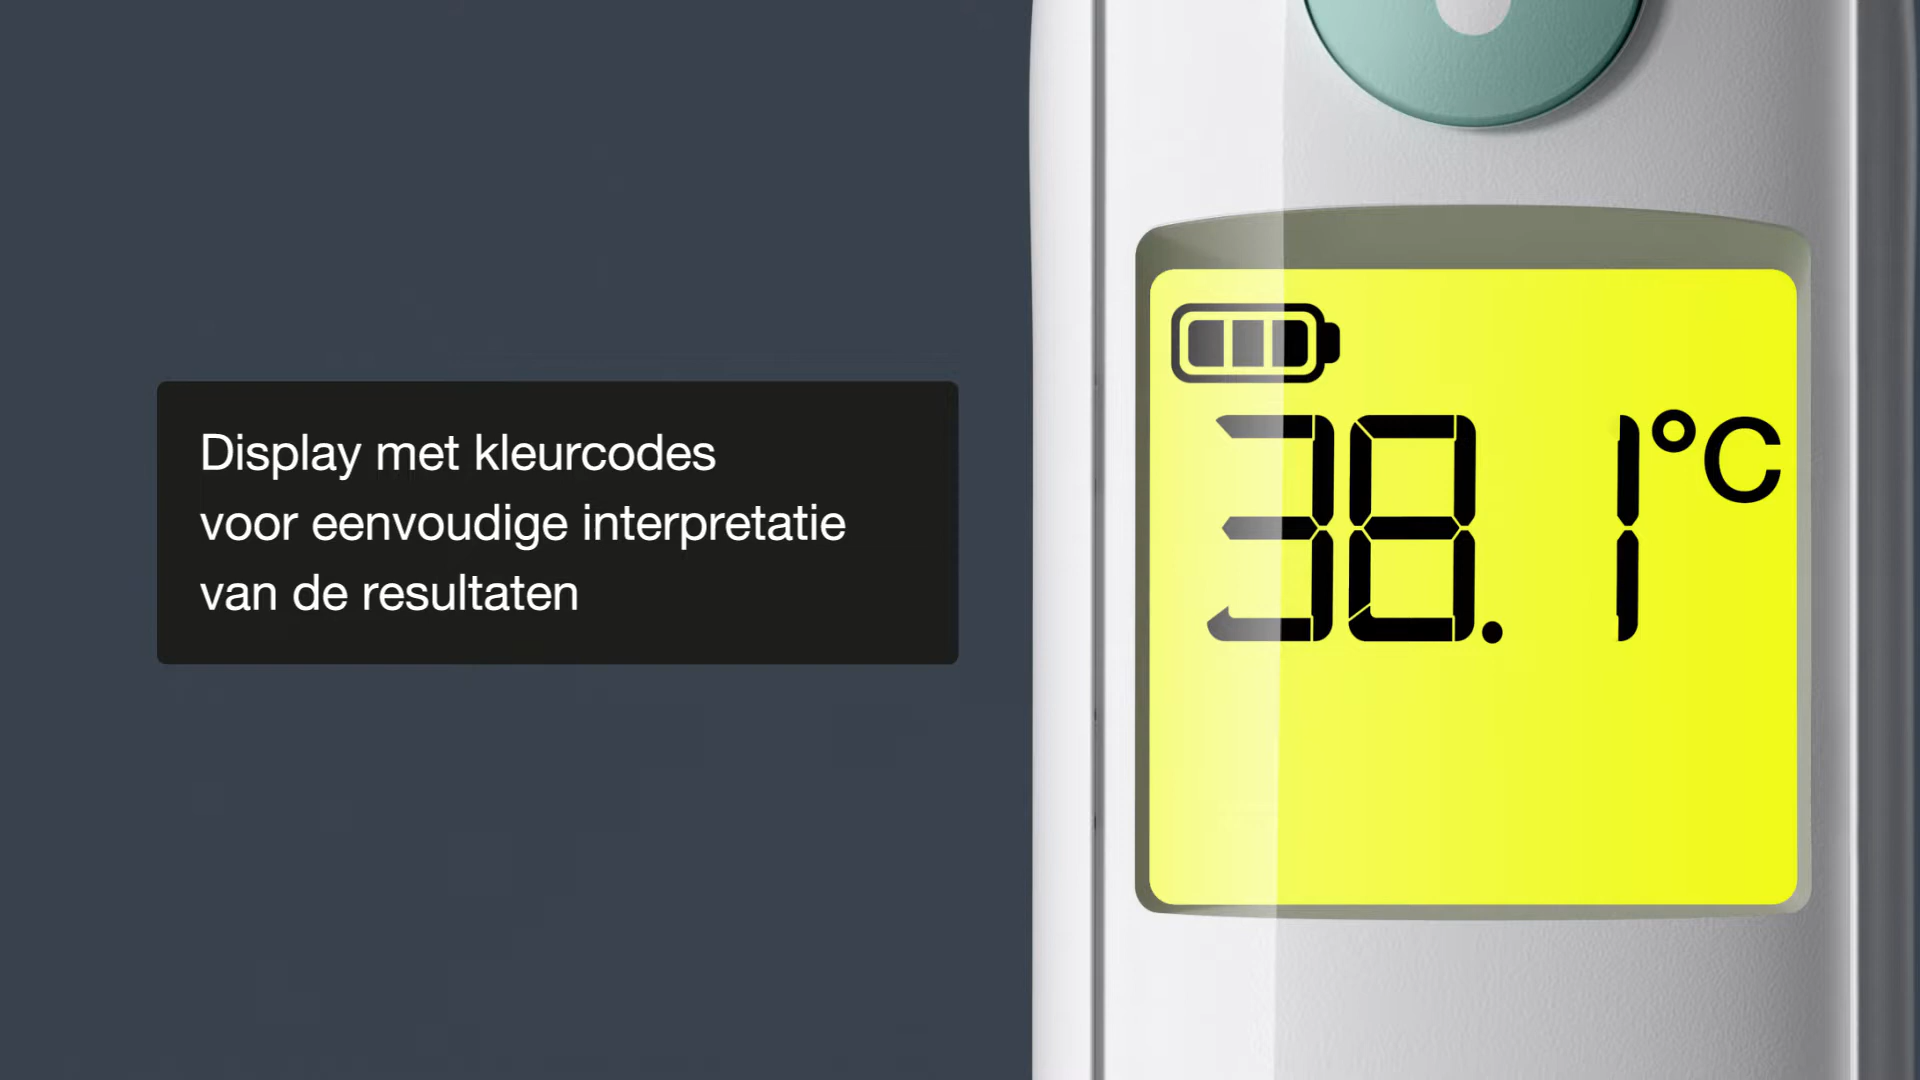 Display met kleurcodes
voor eenvoudige interpretatie
van de resultaten
38.1°C